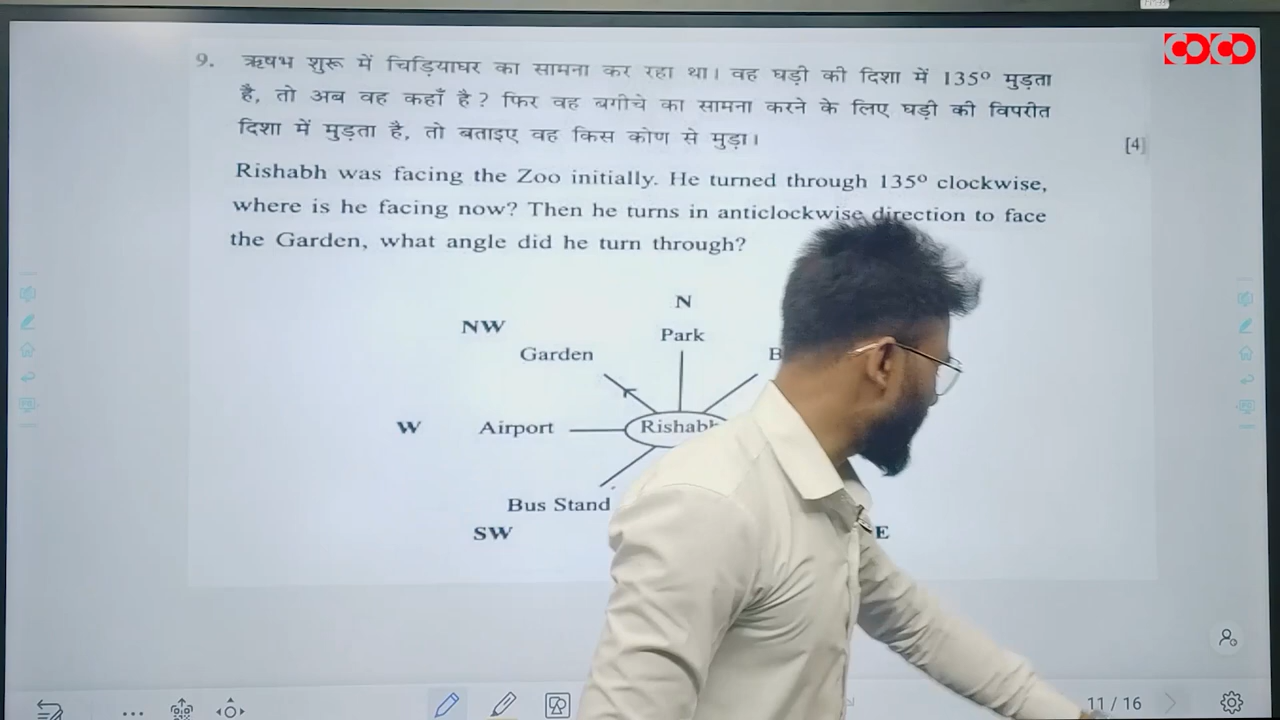 COCO
9. ऋषभ शुरू में चिड़ियाघर का सामना कर रहा था। वह घड़ी की दिशा में 135º मुड़ता
है, तो अब वह कहाँ है? फिर वह बगीचे का सामना करने के लिए घड़ी की विपरीत
दिशा में मुड़ता है, तो बताइए वह किस कोण से मुड़ा।
[4]
Rishabh was facing the Zoo initially. He turned through 135º clockwise,
where is he facing now? Then he turns in anticlockwise direction to face
the Garden, what angle did he turn through?
N
NW
Park
Garden
W
Airport
Bus Stand
SW
E
11 / 16